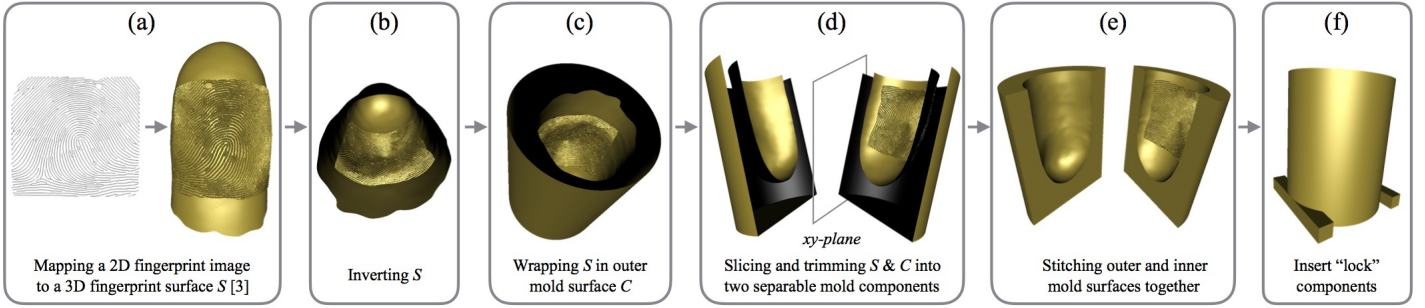 (a)
Mapping a 2D fingerprint image
to a 3D fingerprint surface S [3]
(b)
Inverting S
(c)
Wrapping S in outer
mold surface C
(d)
xy-plane
Slicing and trimming S & C into
two separable mold components
(e)
Stitching outer and inner
mold surfaces together
(f)
Insert “lock”
components